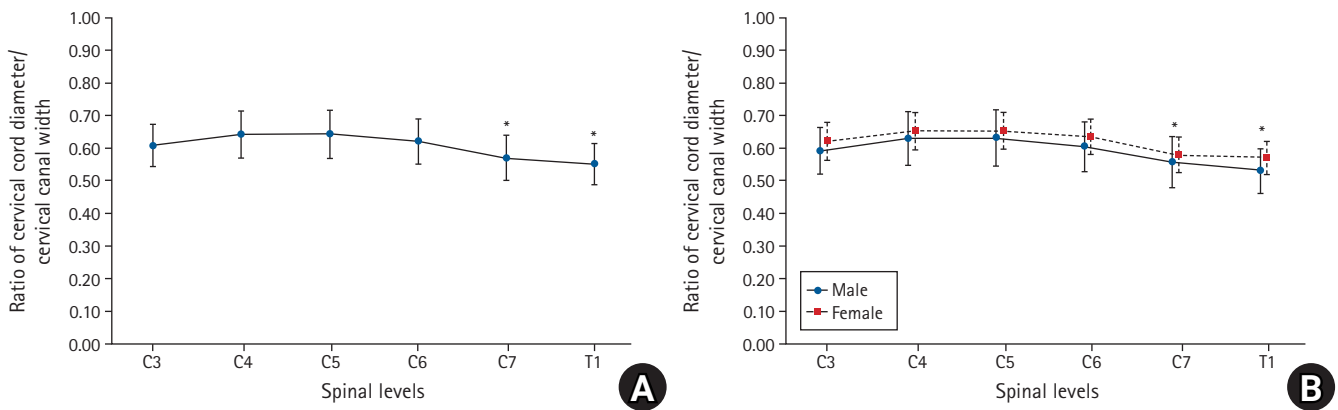 Ratio of cervical cord diameter/
cervical canal width
1.00
0.90
0.80
0.70
0.60
0.50
0.40
0.30
0.20
0.10
0.00
*
*
C3
C4
C5
C6
C7
T1
Spinal levels
A
Ratio of cervical cord diameter/
cervical canal width
1.00
0.90
0.80
0.70
0.60
0.50
0.40
0.30
0.20
0.10
0.00
*
*
Male
Female
C3
C4
C5
C6
C7
T1
Spinal levels
B